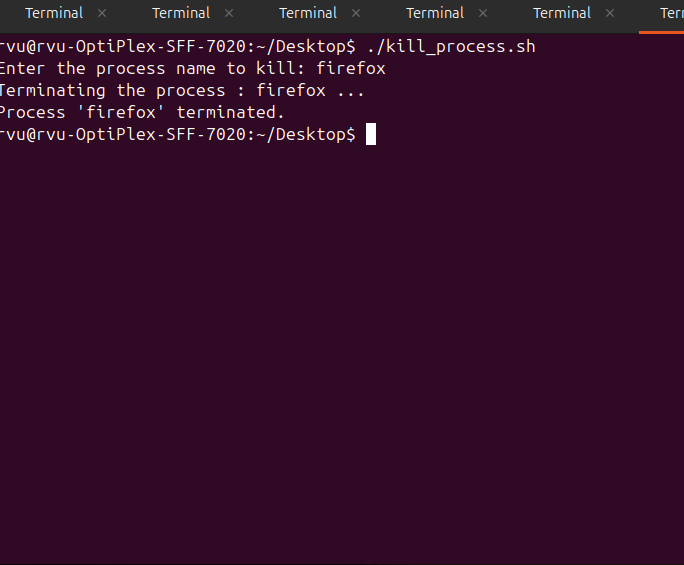 Terminal × Terminal × Terminal × Terminal × Terminal ×
rvu@rvu-OptiPlex-SFF-7020:~/Desktop$ ./kill_process.sh
Enter the process name to kill: firefox
Terminating the process : firefox ...
Process 'firefox' terminated.
rvu@rvu-OptiPlex-SFF-7020:~/Desktop$